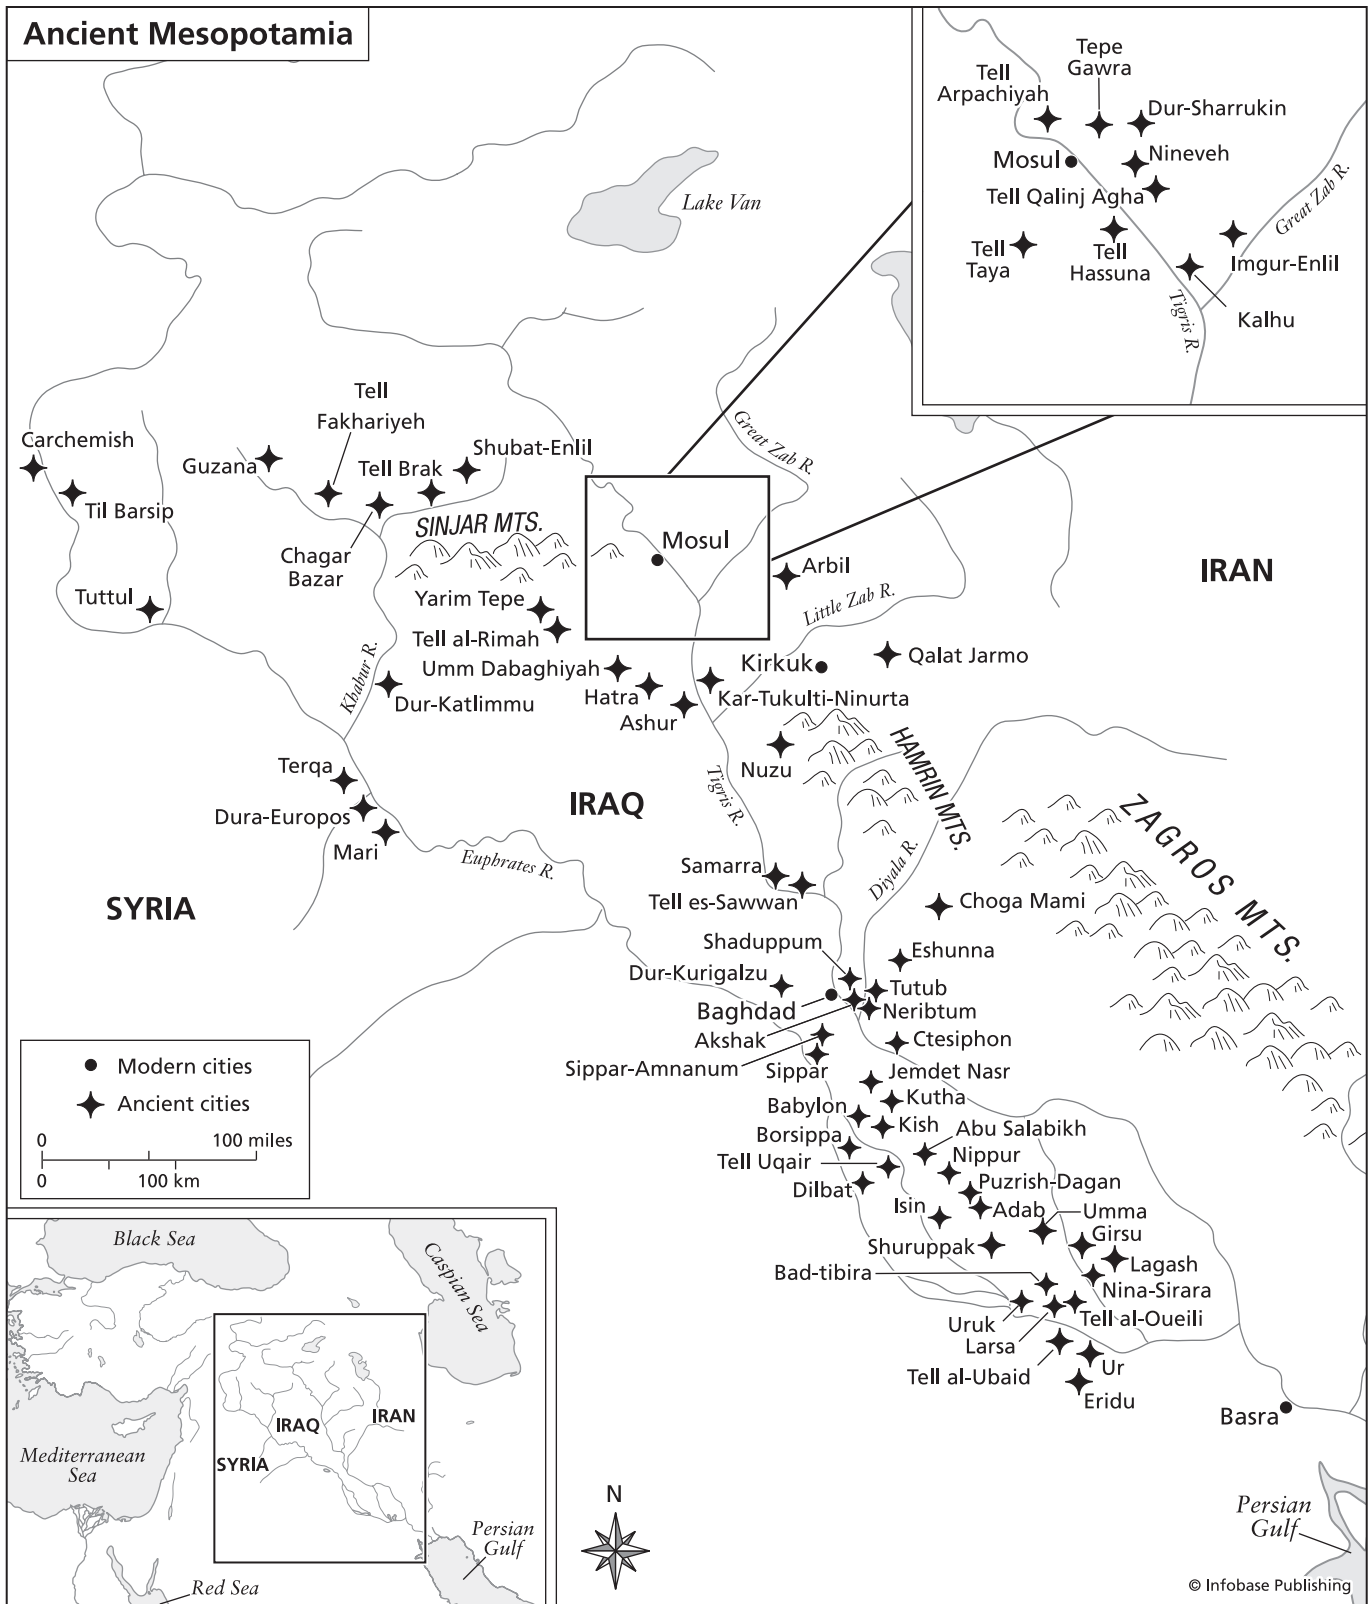 Ancient Mesopotamia
Tepe
Gawra
Tell
Arpachiyah
Dur-Sharrukin
Mosul
Nineveh
Tell Qalinj Agha
Great Zab R.
Tell
Taya
Tell
Hassuna
Imgur-Enlil
Tigris R.
Kalhu
Lake Van
Tell
Fakhariyeh
Carchemish
Guzana
Tell Brak
Shubat-Enlil
Great Zab R.
Til Barsip
SINJAR MTS.
Chagar
Bazar
Mosul
Arbil
IRAN
Tuttul
Yarim Tepe
Little Zab R.
Tell al-Rimah
Khabur R.
Umm Dabaghiyah
Kirkuk
Qalat Jarmo
Dur-Katlimmu
Hatra
Kar-Tukulti-Ninurta
Ashur
HAMRIN MTS.
Terqa
Nuzu
Tigris R.
IRAQ
ZAGROS MTS.
Dura-Europos
Mari
Euphrates R.
Samarra
Diyala R.
SYRIA
Tell es-Sawwan
Choga Mami
Shaduppum
Eshunna
Dur-Kurigalzu
Tutub
Baghdad
Neribtum
Akshak
Ctesiphon
Sippar-Amnanum
Sippar
Jemdet Nasr
Kutha
Babylon
Kish
Borsippa
Abu Salabikh
Tell Uqair
Nippur
Dilbat
Puzrish-Dagan
Isin
Adab
Umma
Girsu
Shuruppak
Lagash
Bad-tibira
Nina-Sirara
Uruk
Tell al-Oueili
Larsa
Tell al-Ubaid
Ur
Eridu
Basra
Modern cities
Ancient cities
0 100 miles
0 100 km
Black Sea
Caspian Sea
IRAQ
IRAN
SYRIA
Mediterranean
Sea
Persian
Gulf
Red Sea
N
Persian
Gulf
© Infobase Publishing